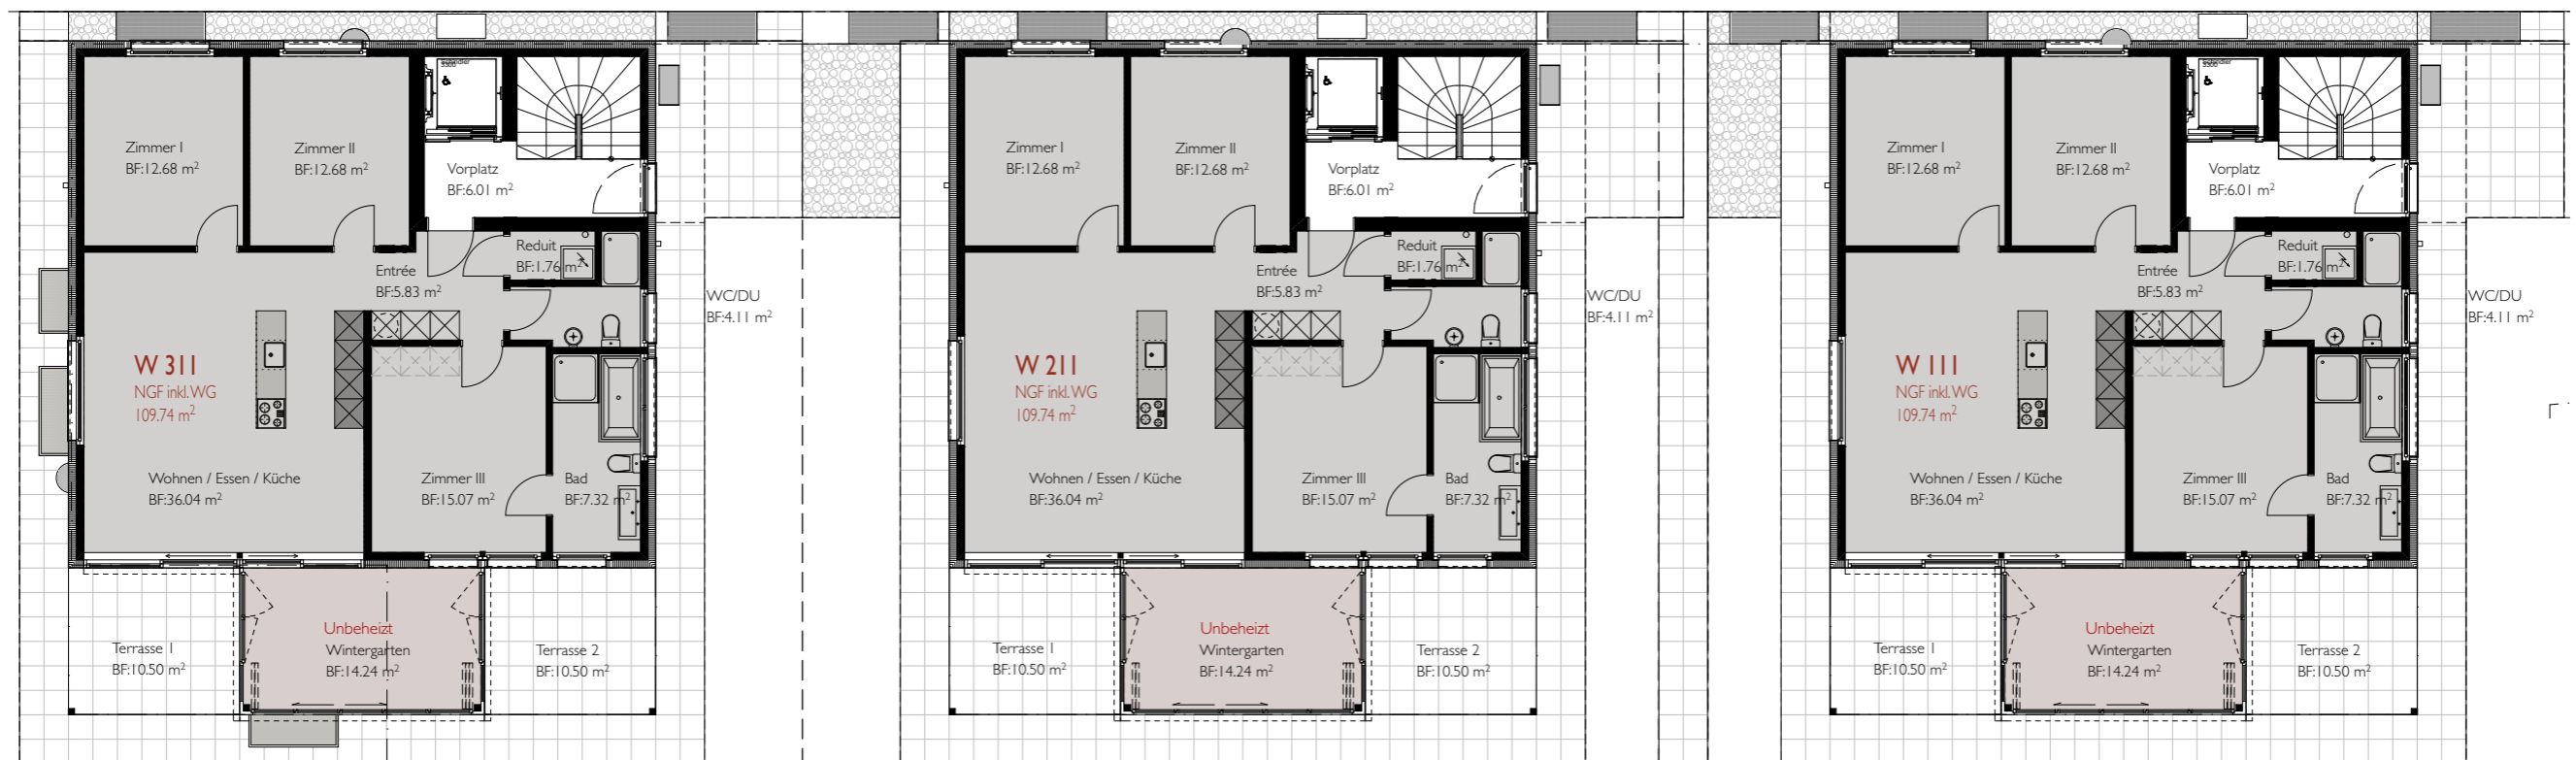 Schindler
3300
Zimmer I
BF:12.68 m²
Zimmer II
BF:12.68 m²
Vorplatz
BF:6.01 m²
Reduit
BF:1.76 m²
Entrée
BF:5.83 m²
WC/DU
BF:4.11 m²
W 311
NGF inkl. WG
109.74 m²
Wohnen / Essen / Küche
BF:36.04 m²
Zimmer III
BF:15.07 m²
Bad
BF:7.32 m²
Terrasse 1
BF:10.50 m²
Unbeheizt
Wintergarten
BF:14.24 m²
Terrasse 2
BF:10.50 m²
Zimmer I
BF:12.68 m²
Zimmer II
BF:12.68 m²
Vorplatz
BF:6.01 m²
Reduit
BF:1.76 m²
Entrée
BF:5.83 m²
WC/DU
BF:4.11 m²
W 211
NGF inkl. WG
109.74 m²
Wohnen / Essen / Küche
BF:36.04 m²
Zimmer III
BF:15.07 m²
Bad
BF:7.32 m²
Terrasse 1
BF:10.50 m²
Unbeheizt
Wintergarten
BF:14.24 m²
Terrasse 2
BF:10.50 m²
Schindler
3300
Zimmer I
BF:12.68 m²
Zimmer II
BF:12.68 m²
Vorplatz
BF:6.01 m²
Reduit
BF:1.76 m²
Entrée
BF:5.83 m²
WC/DU
BF:4.11 m²
W 111
NGF inkl. WG
109.74 m²
Wohnen / Essen / Küche
BF:36.04 m²
Zimmer III
BF:15.07 m²
Bad
BF:7.32 m²
Terrasse 1
BF:10.50 m²
Unbeheizt
Wintergarten
BF:14.24 m²
Terrasse 2
BF:10.50 m²